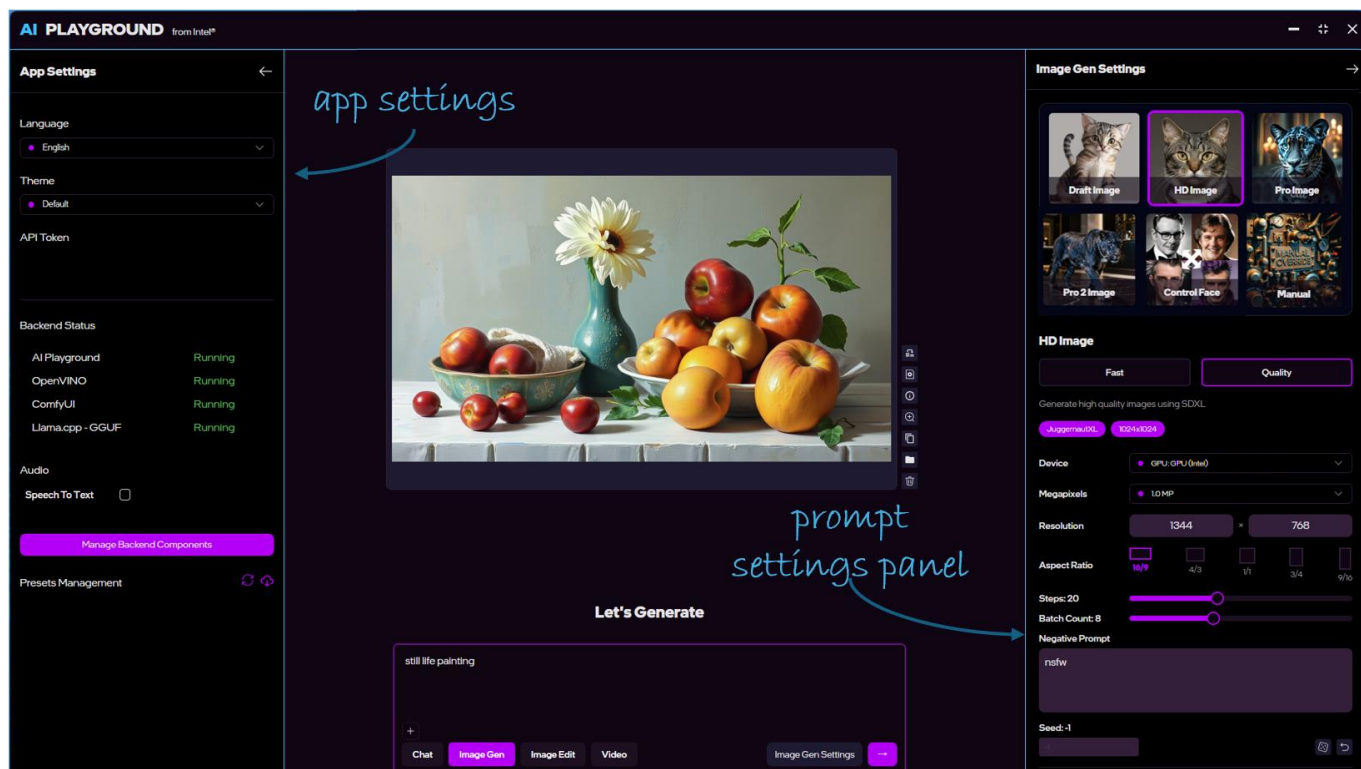 AI PLAYGROUND from Intel®
App Settings
Language
English
Theme
Default
API Token
Backend Status
AI Playground Running
OpenVINO Running
ComfyUI Running
Llama.cpp - GGUF Running
Audio
Speech To Text
Manage Backend Components
Presets Management
app settings
prompt
settings panel
Let's Generate
still life painting
+
Chat Image Gen Image Edit Video Image Gen Settings →
Image Gen Settings
Draft Image HD Image Pro Image
MANUAL
OVERRIDE
Pro 2 Image Control Face Manual
HD Image
Fast Quality
Generate high quality images using SDXL
JuggernautXL 1024x1024
Device GPU: GPU (Intel)
Megapixels 1.0 MP
Resolution 1344 × 768
Aspect Ratio 16/9 4/3 1/1 3/4 9/16
Steps: 20
Batch Count: 8
Negative Prompt
nsfw
Seed: -1